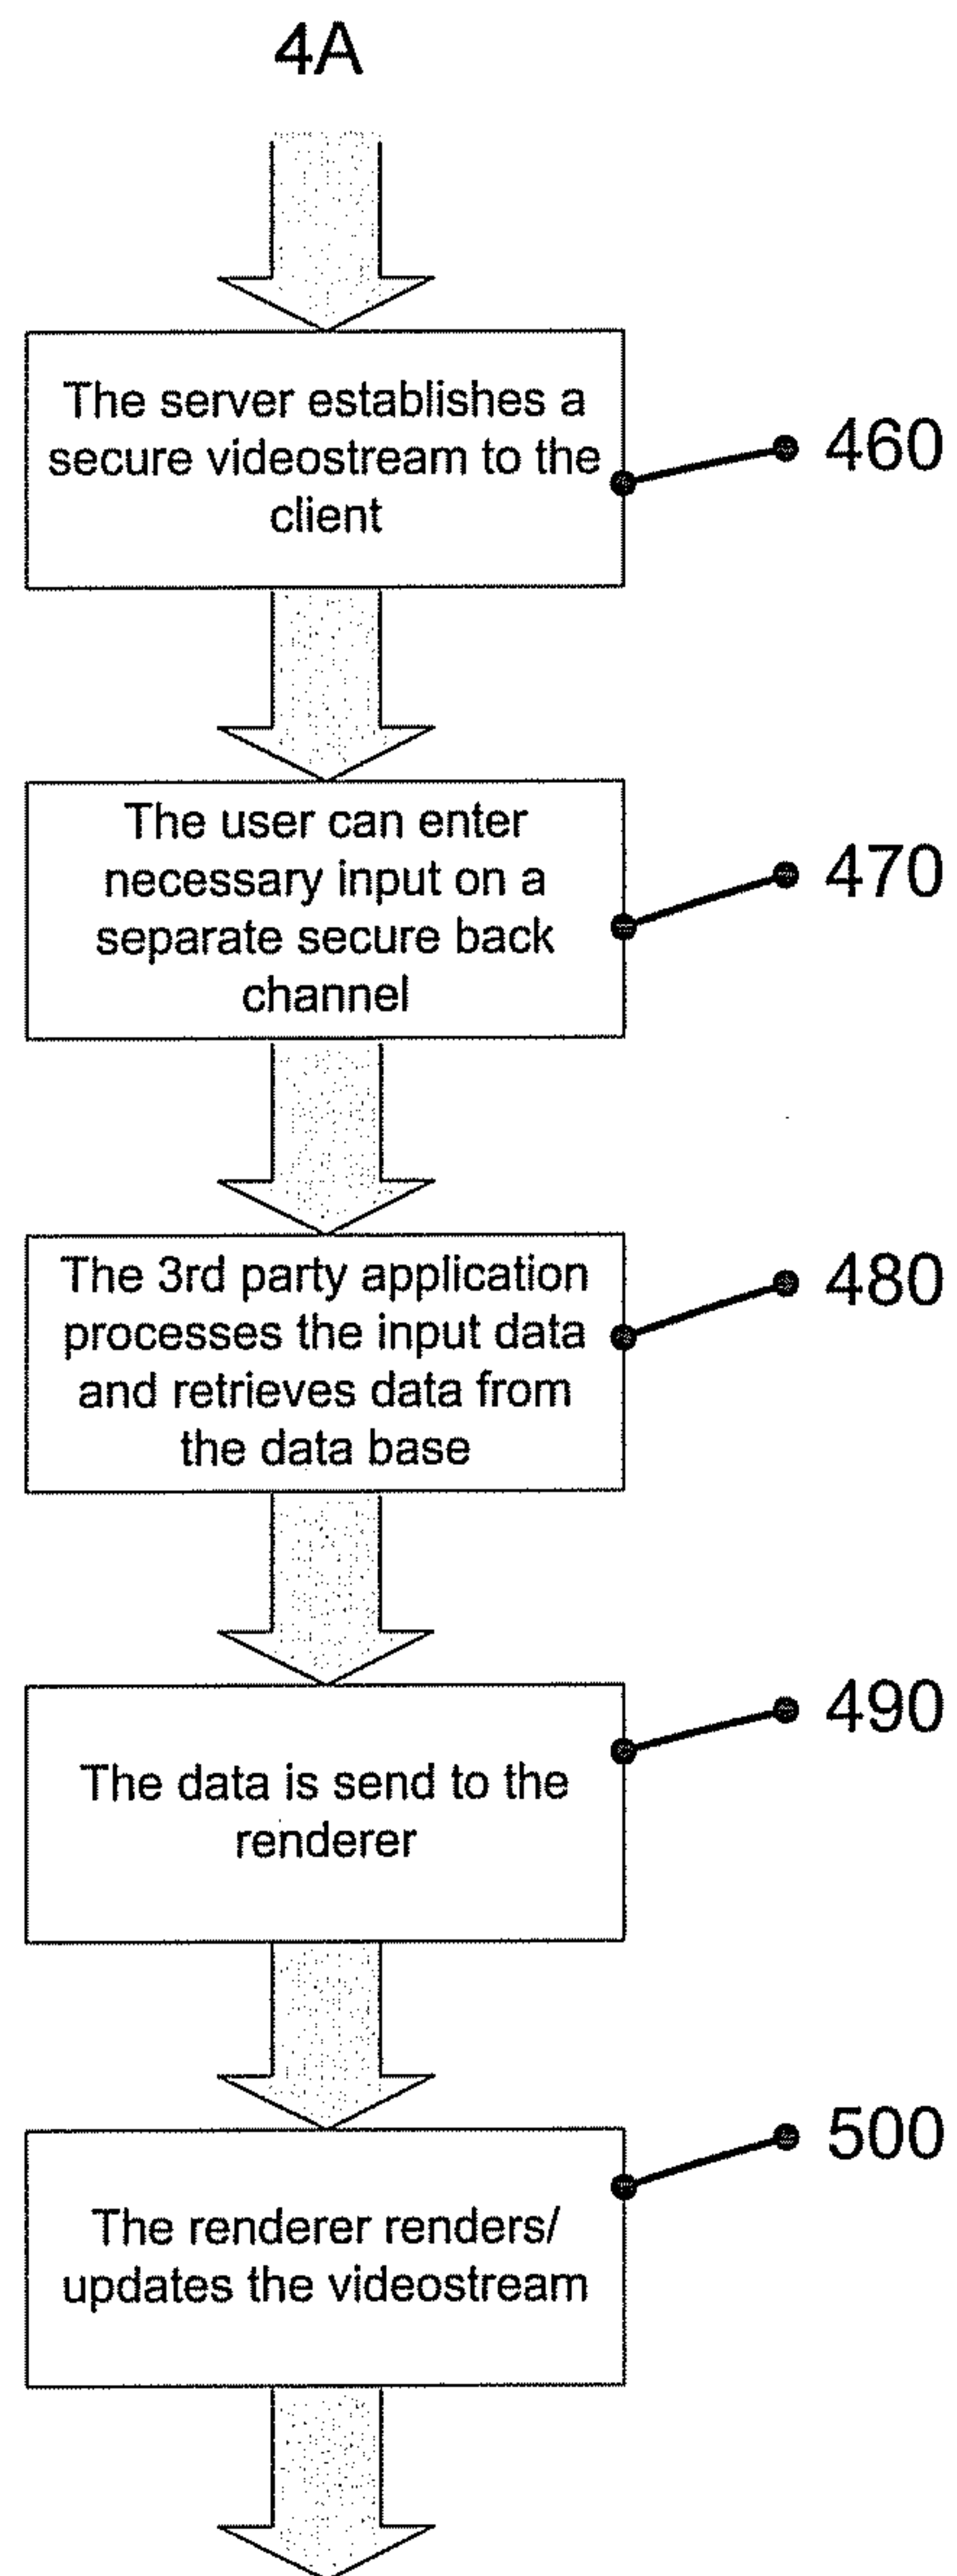 4A
The server establishes a
secure videostream to the
client
460
The user can enter
necessary input on a
separate secure back
channel
470
The 3rd party application
processes the input data
and retrieves data from
the data base
480
The data is send to the
renderer
490
The renderer renders/
updates the videostream
500